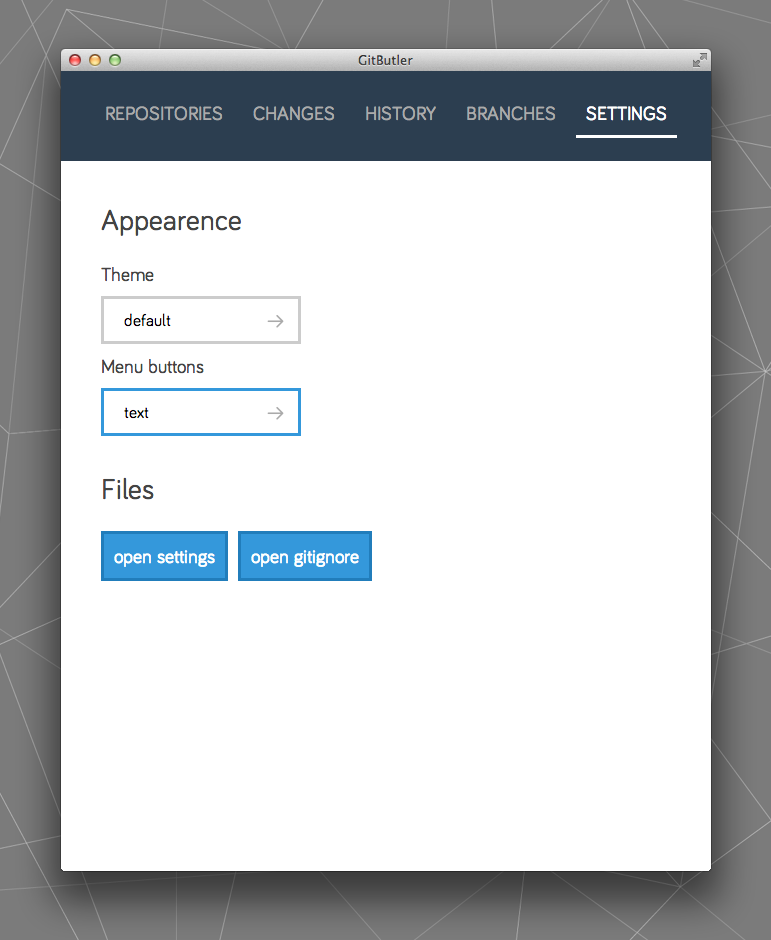 GitButler
REPOSITORIES CHANGES HISTORY BRANCHES SETTINGS
Appearence
Theme
default
Menu buttons
text
Files
open settings open gitignore